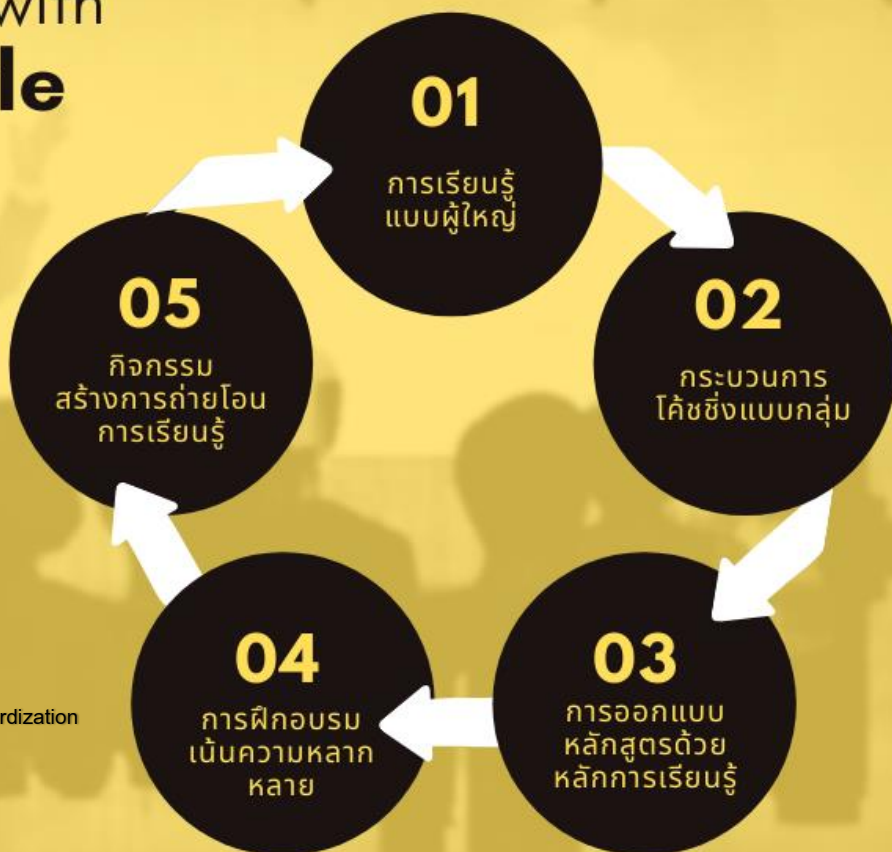 with
le
01
การเรียนรู้
แบบผู้ใหญ่
02
กระบวนการ
โค้ชชิ่งแบบกลุ่ม
03
การออกแบบ
หลักสูตรด้วย
หลักการเรียนรู้
04
การฝึกอบรม
เน้นความหลาก
หลาย
05
กิจกรรม
สร้างการถ่ายโอน
การเรียนรู้
rdization